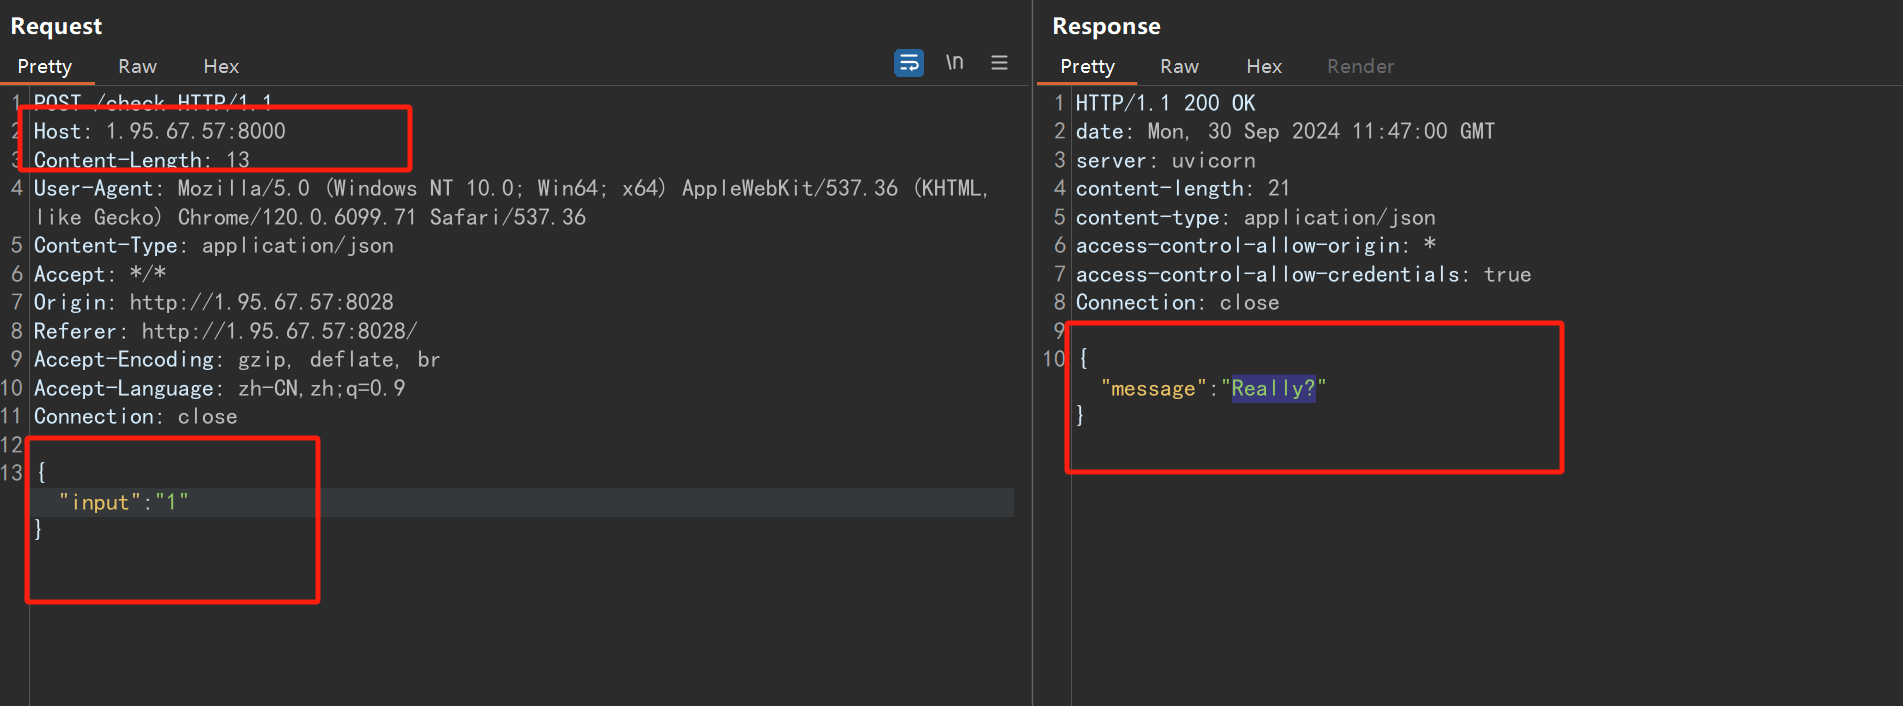 Request
Pretty Raw Hex \n
1 POST /check HTTP/1.1
2 Host: 1.95.67.57:8000
3 Content-Length: 13
4 User-Agent: Mozilla/5.0 (Windows NT 10.0; Win64; x64) AppleWebKit/537.36 (KHTML,
like Gecko) Chrome/120.0.6099.71 Safari/537.36
5 Content-Type: application/json
6 Accept: */*
7 Origin: http://1.95.67.57:8028
8 Referer: http://1.95.67.57:8028/
9 Accept-Encoding: gzip, deflate, br
10 Accept-Language: zh-CN,zh;q=0.9
11 Connection: close
12
13 {
"input":"1"
}
Response
Pretty Raw Hex Render
1 HTTP/1.1 200 OK
2 date: Mon, 30 Sep 2024 11:47:00 GMT
3 server: uvicorn
4 content-length: 21
5 content-type: application/json
6 access-control-allow-origin: *
7 access-control-allow-credentials: true
8 Connection: close
9
10 {
"message":"Really?"
}